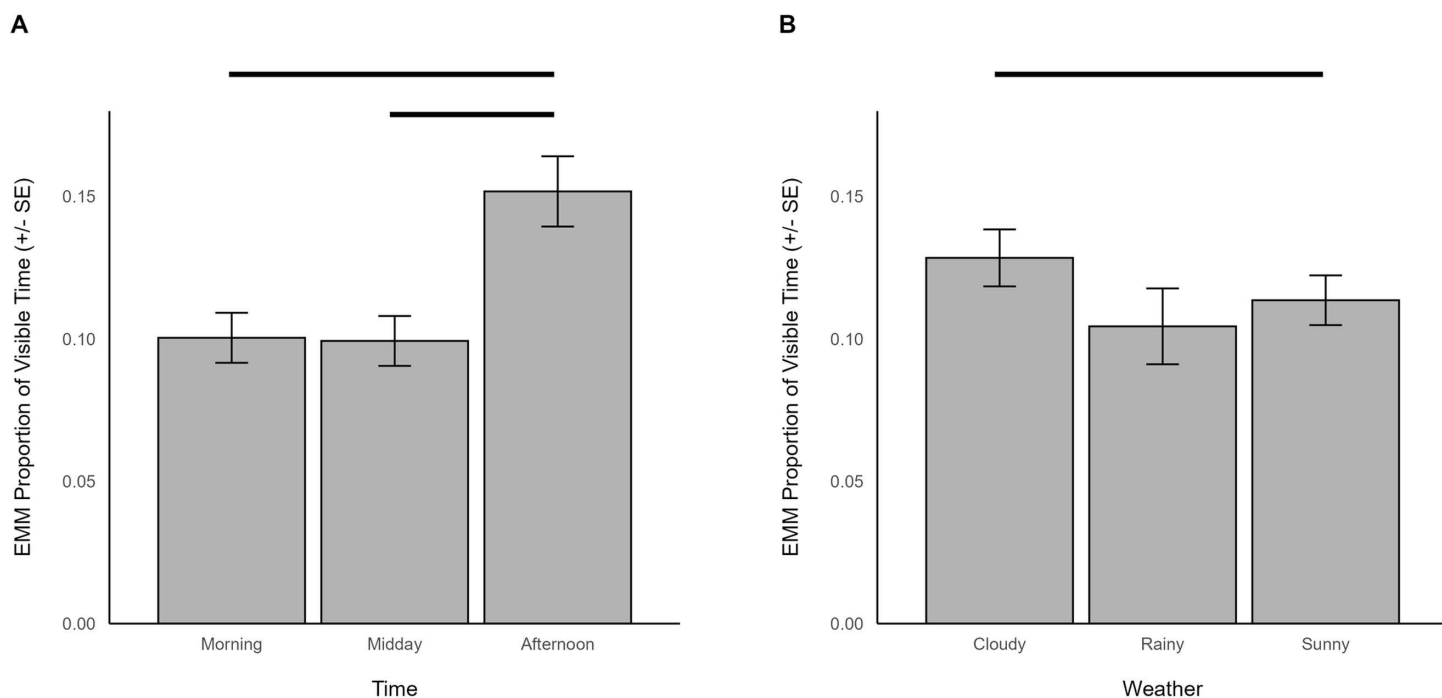 A
EMM Proportion of Visible Time (+/- SE)
0.15
0.10
0.05
0.00
Morning Midday Afternoon
Time
B
EMM Proportion of Visible Time (+/- SE)
0.15
0.10
0.05
0.00
Cloudy Rainy Sunny
Weather